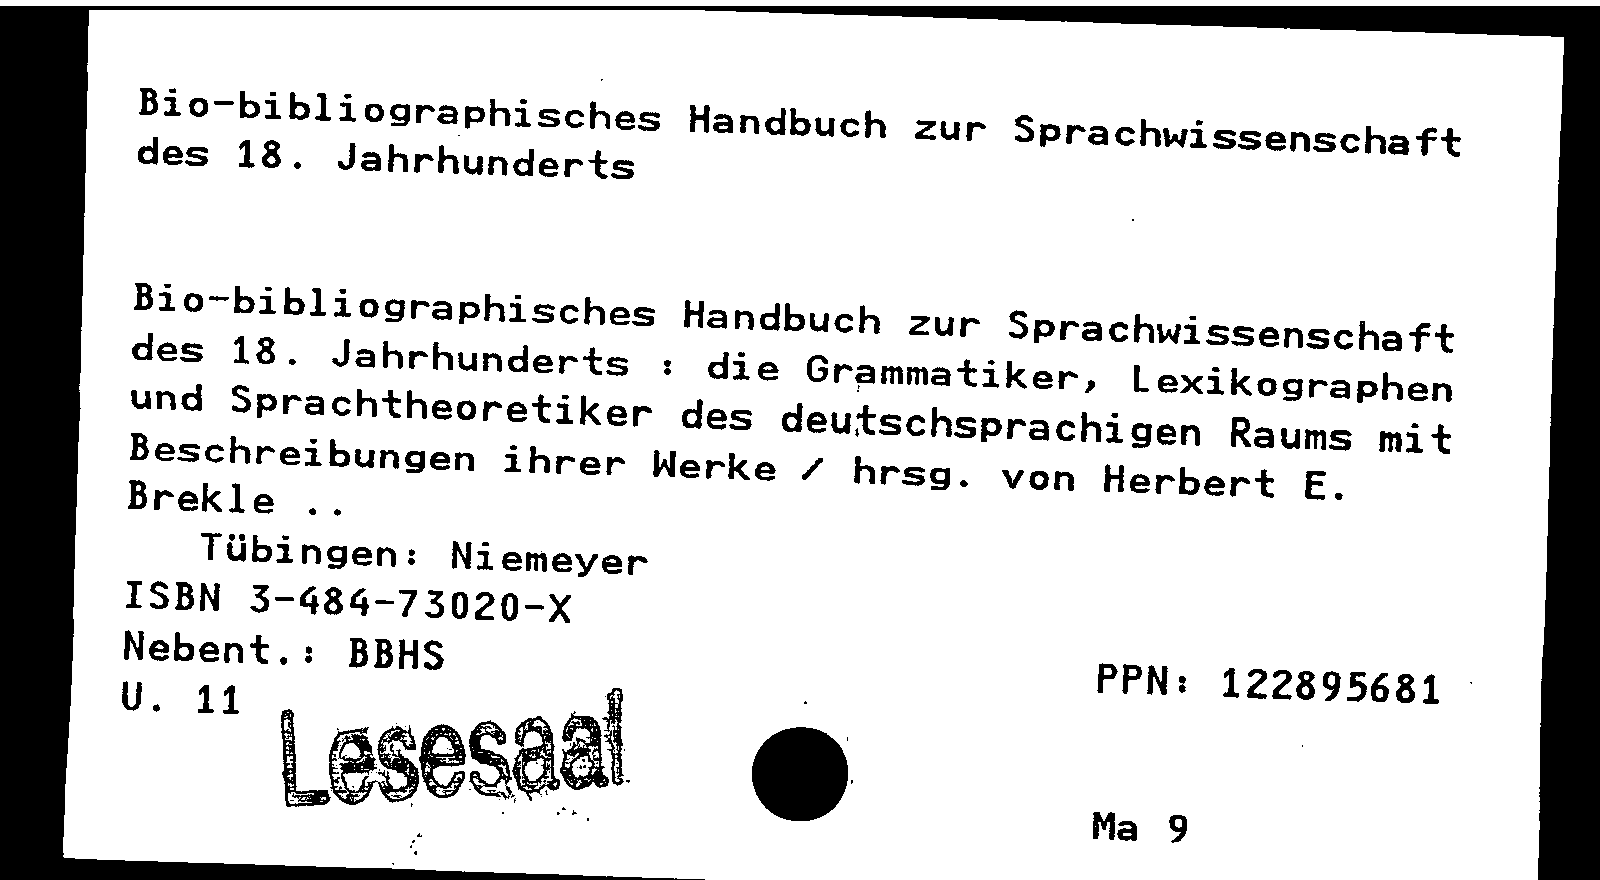 Bio-bibliographisches Handbuch zur Sprachwissenschaft
des 18. Jahrhunderts
Bio-bibliographisches Handbuch zur Sprachwissenschaft
des 18. Jahrhunderts : die Grammatiker, Lexikographen
und Sprachtheoretiker des deutschsprachigen Raums mit
Beschreibungen ihrer Werke / hrsg. von Herbert E.
Brekle ..
Tübingen: Niemeyer
ISBN 3-484-73020-X
Nebent.: BBHS
PPN: 122895681
U. 11
Lesesaal
Ma 9